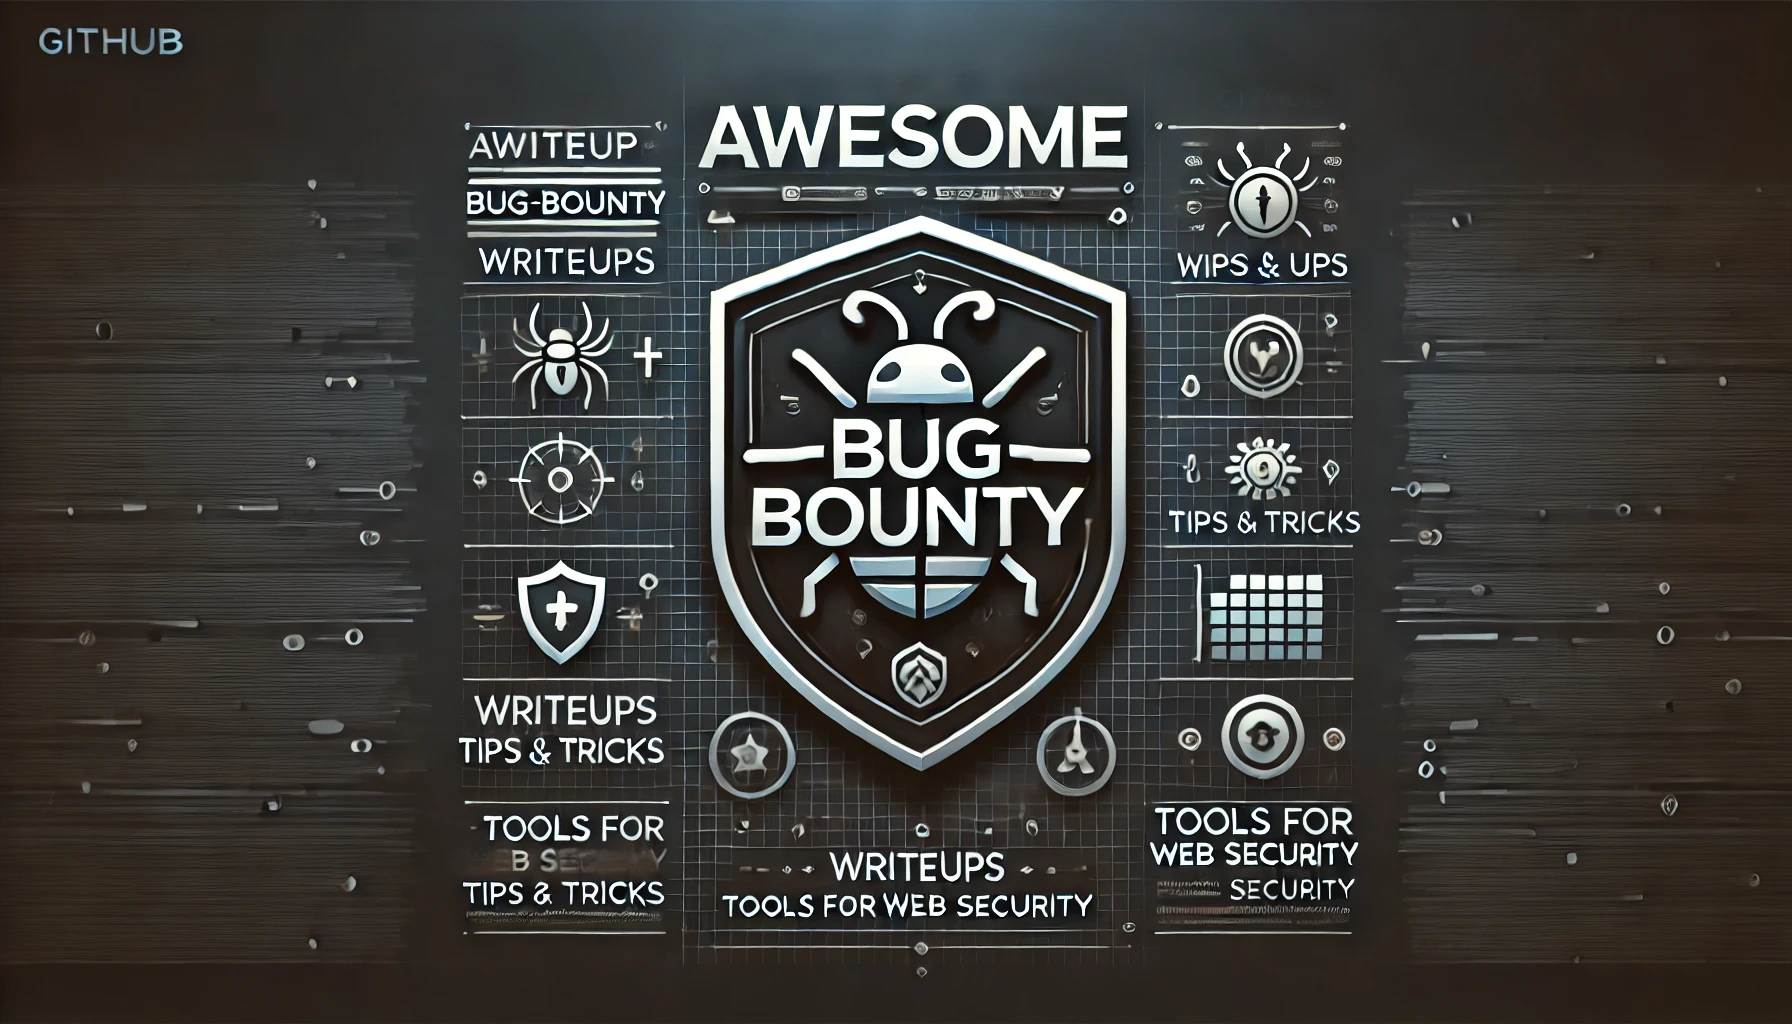 GITHUB
AWITEUP
BUG-BOUNTY
WRITEUPS
WRITEUPS
TIPS & TRICKS
TOOLS FOR
TIPS & TRICKS
AWESOME
BUG
BOUNTY
WRITEUPS
TOOLS FOR WEB SECURITY
WIPS & UPS
TIPS & TRICKS
TOOLS FOR
WEB SECURITY
SECURITY